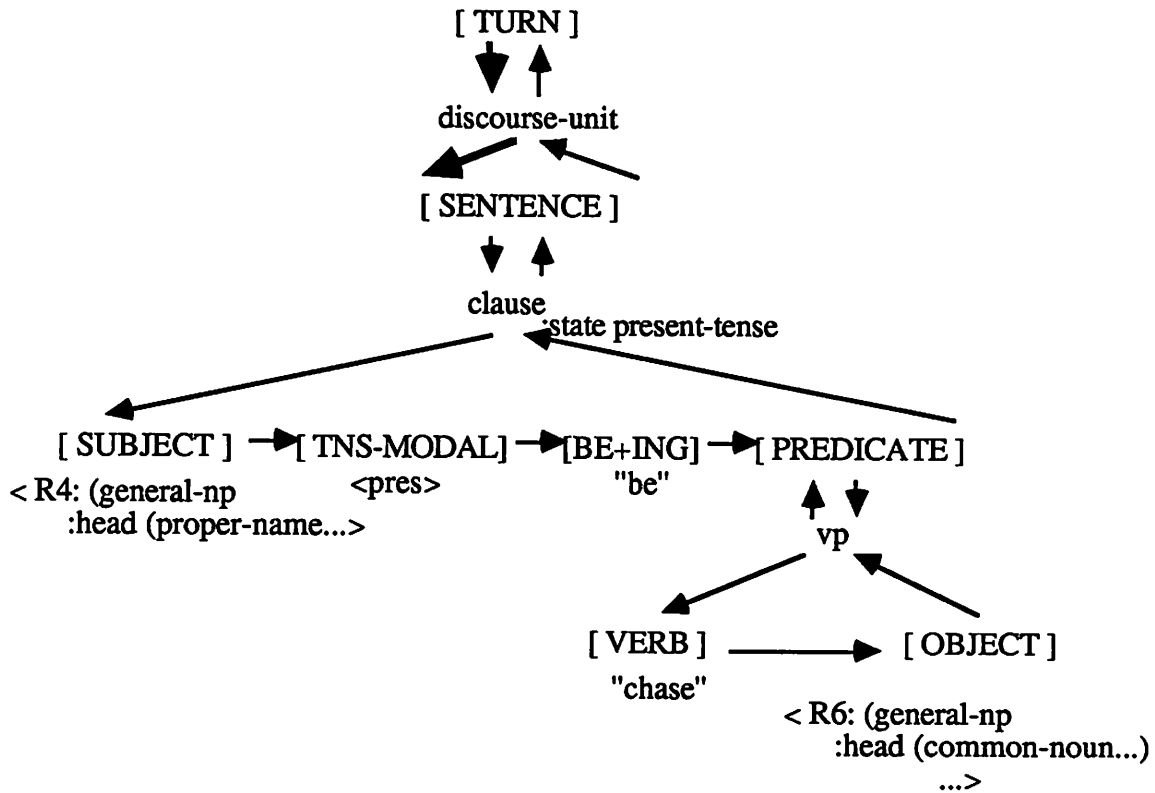 [ TURN ]
discourse-unit
[ SENTENCE ]
clause
:state present-tense
[ SUBJECT ] [ TNS-MODAL] [BE+ING] [ PREDICATE ]
< R4: (general-np <pres> "be"
:head (proper-name...>
vp
[ VERB ] [ OBJECT ]
"chase"
< R6: (general-np
:head (common-noun...)
...>